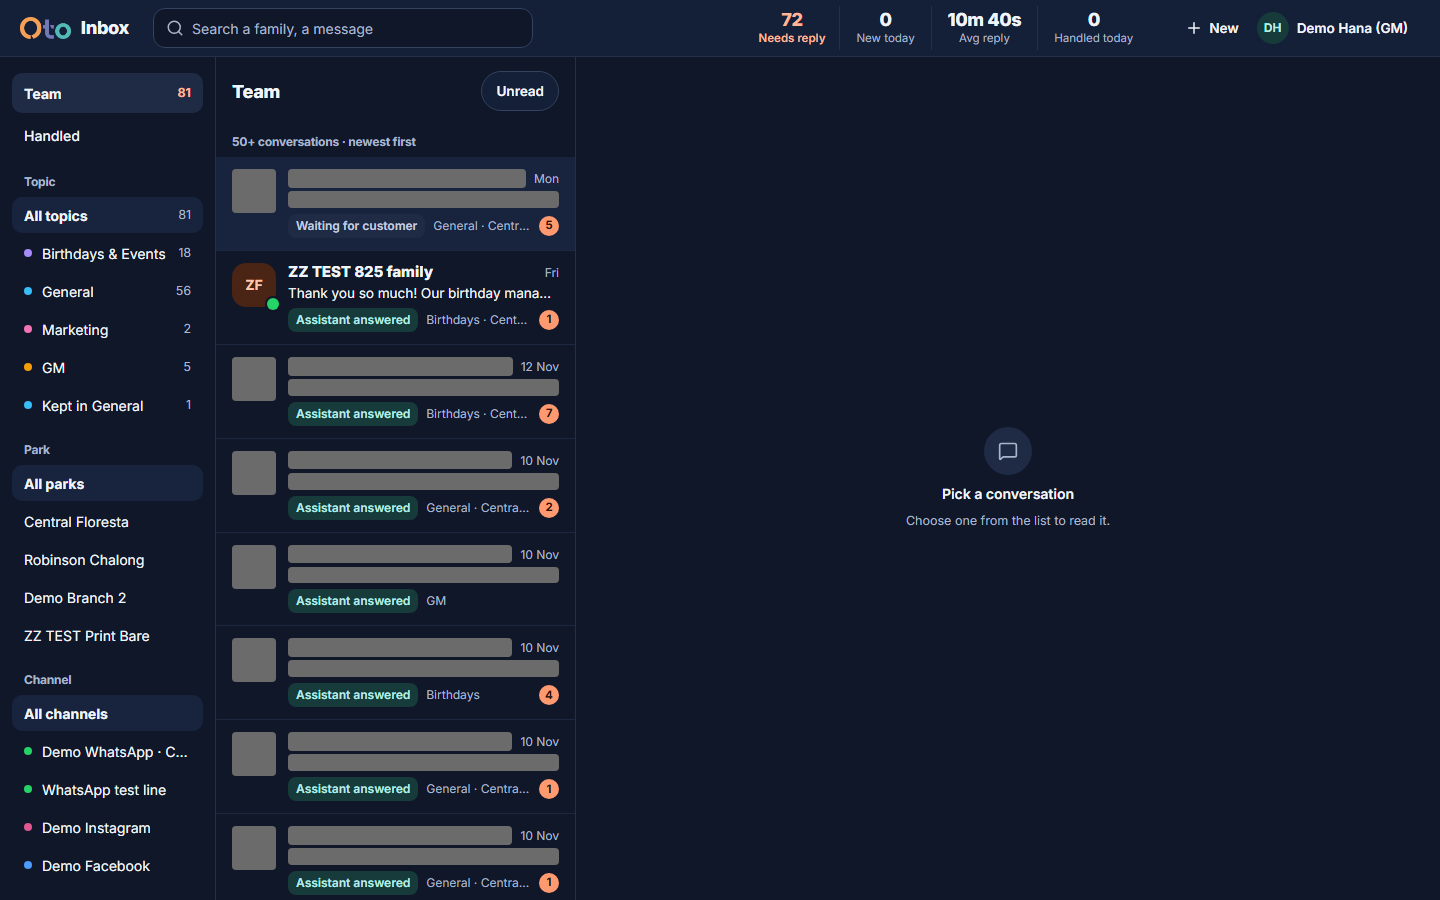 Oto Inbox
Search a family, a message
72
Needs reply
0
New today
10m 40s
Avg reply
0
Handled today
New
DH
Demo Hana (GM)
Team 81
Handled
Topic
All topics 81
Birthdays & Events 18
General 56
Marketing 2
GM 5
Kept in General 1
Park
All parks
Central Floresta
Robinson Chalong
Demo Branch 2
ZZ TEST Print Bare
Channel
All channels
Demo WhatsApp · C...
WhatsApp test line
Demo Instagram
Demo Facebook
Team
Unread
50+ conversations · newest first
Mon
Waiting for customer General · Centr... 5
ZF
ZZ TEST 825 family Fri
Thank you so much! Our birthday mana...
Assistant answered Birthdays · Cent... 1
12 Nov
Assistant answered Birthdays · Cent... 7
10 Nov
Assistant answered General · Centra... 2
10 Nov
Assistant answered GM
10 Nov
Assistant answered Birthdays 4
10 Nov
Assistant answered General · Centra... 1
10 Nov
Assistant answered General · Centra... 1
Pick a conversation
Choose one from the list to read it.